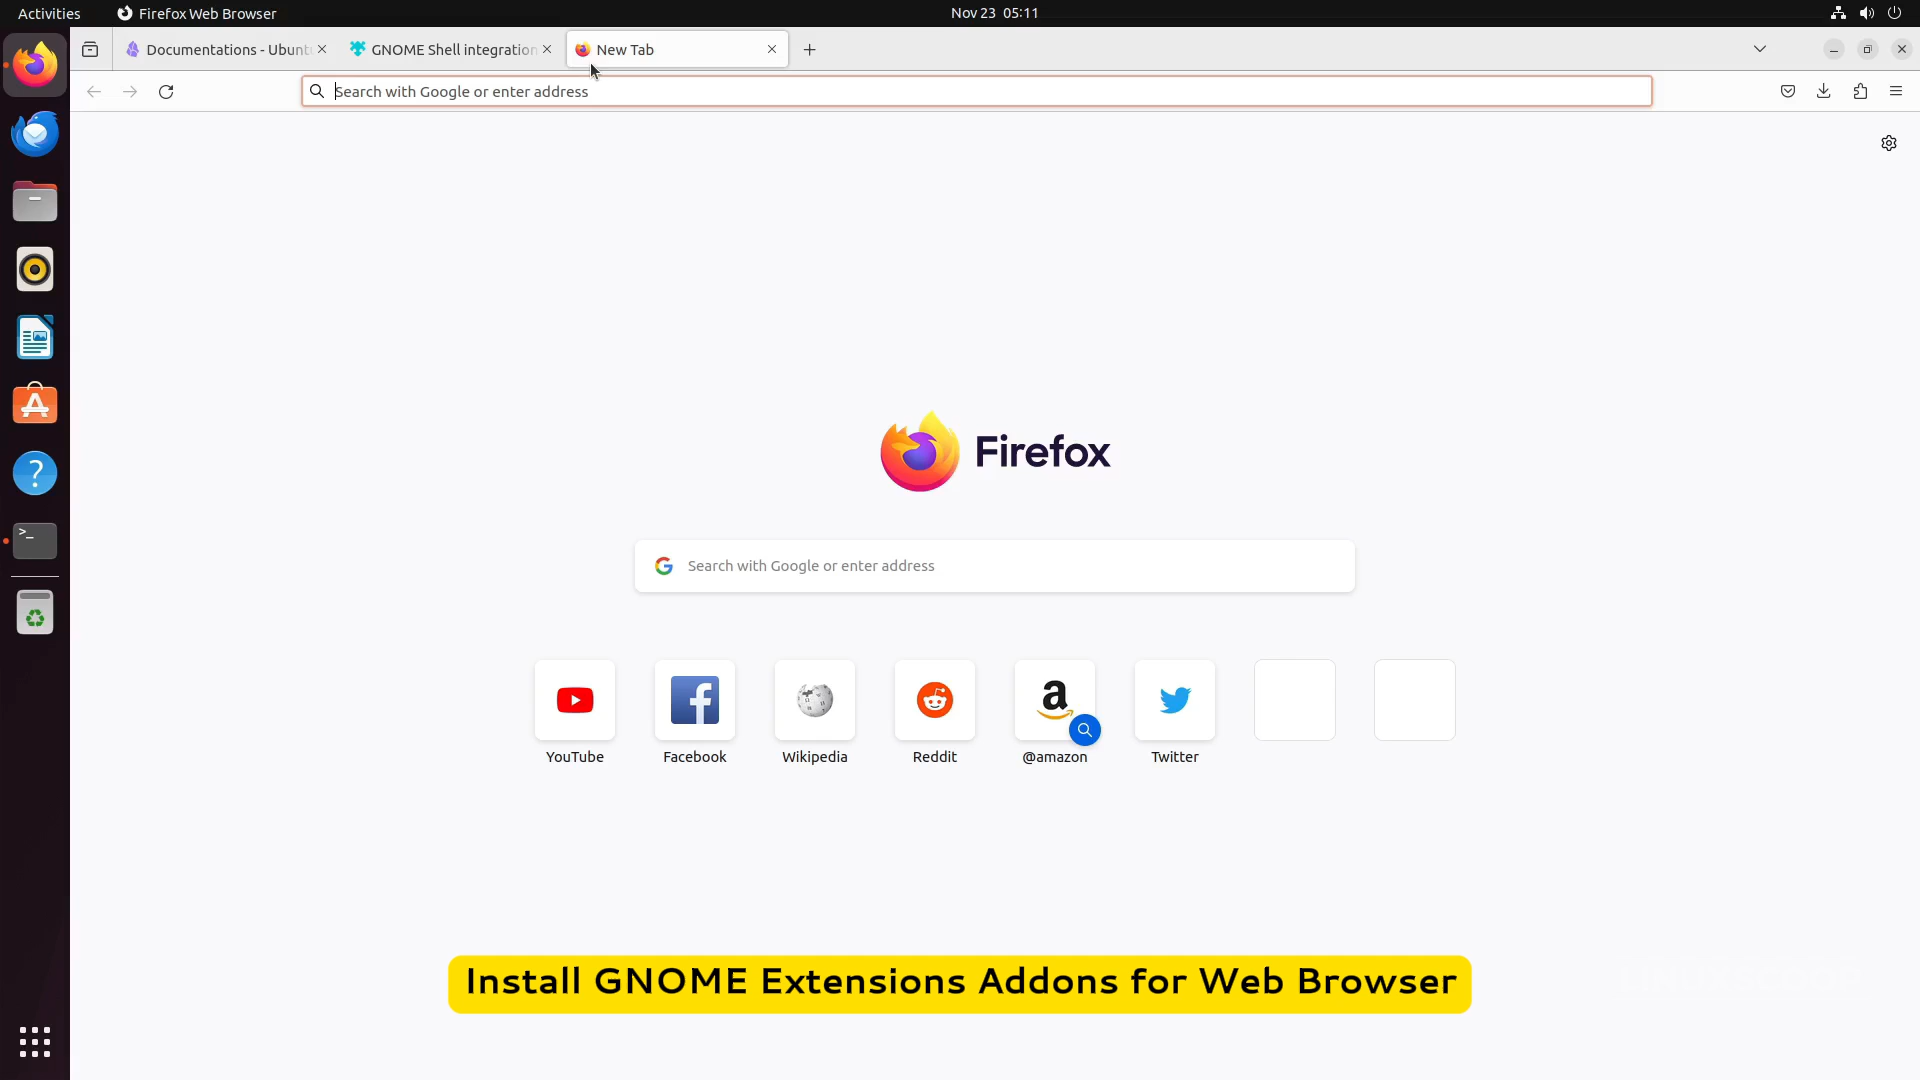 Activities
Firefox Web Browser
Nov 23 05:11
Documentations - Ubunt
GNOME Shell integration
New Tab
Search with Google or enter address
Firefox
Search with Google or enter address
YouTube
Facebook
Wikipedia
Reddit
@amazon
Twitter
Install GNOME Extensions Addons for Web Browser